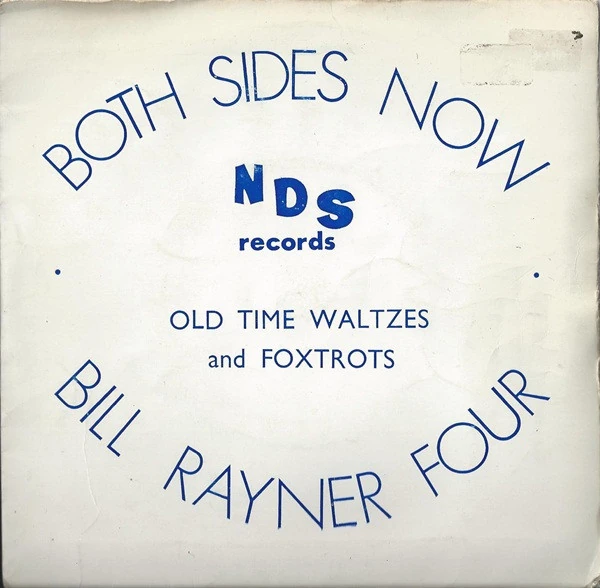 BOTH SIDES NOW
NDS
records
OLD TIME WALTZES
and FOXTROTS
BILL RAYNER FOUR